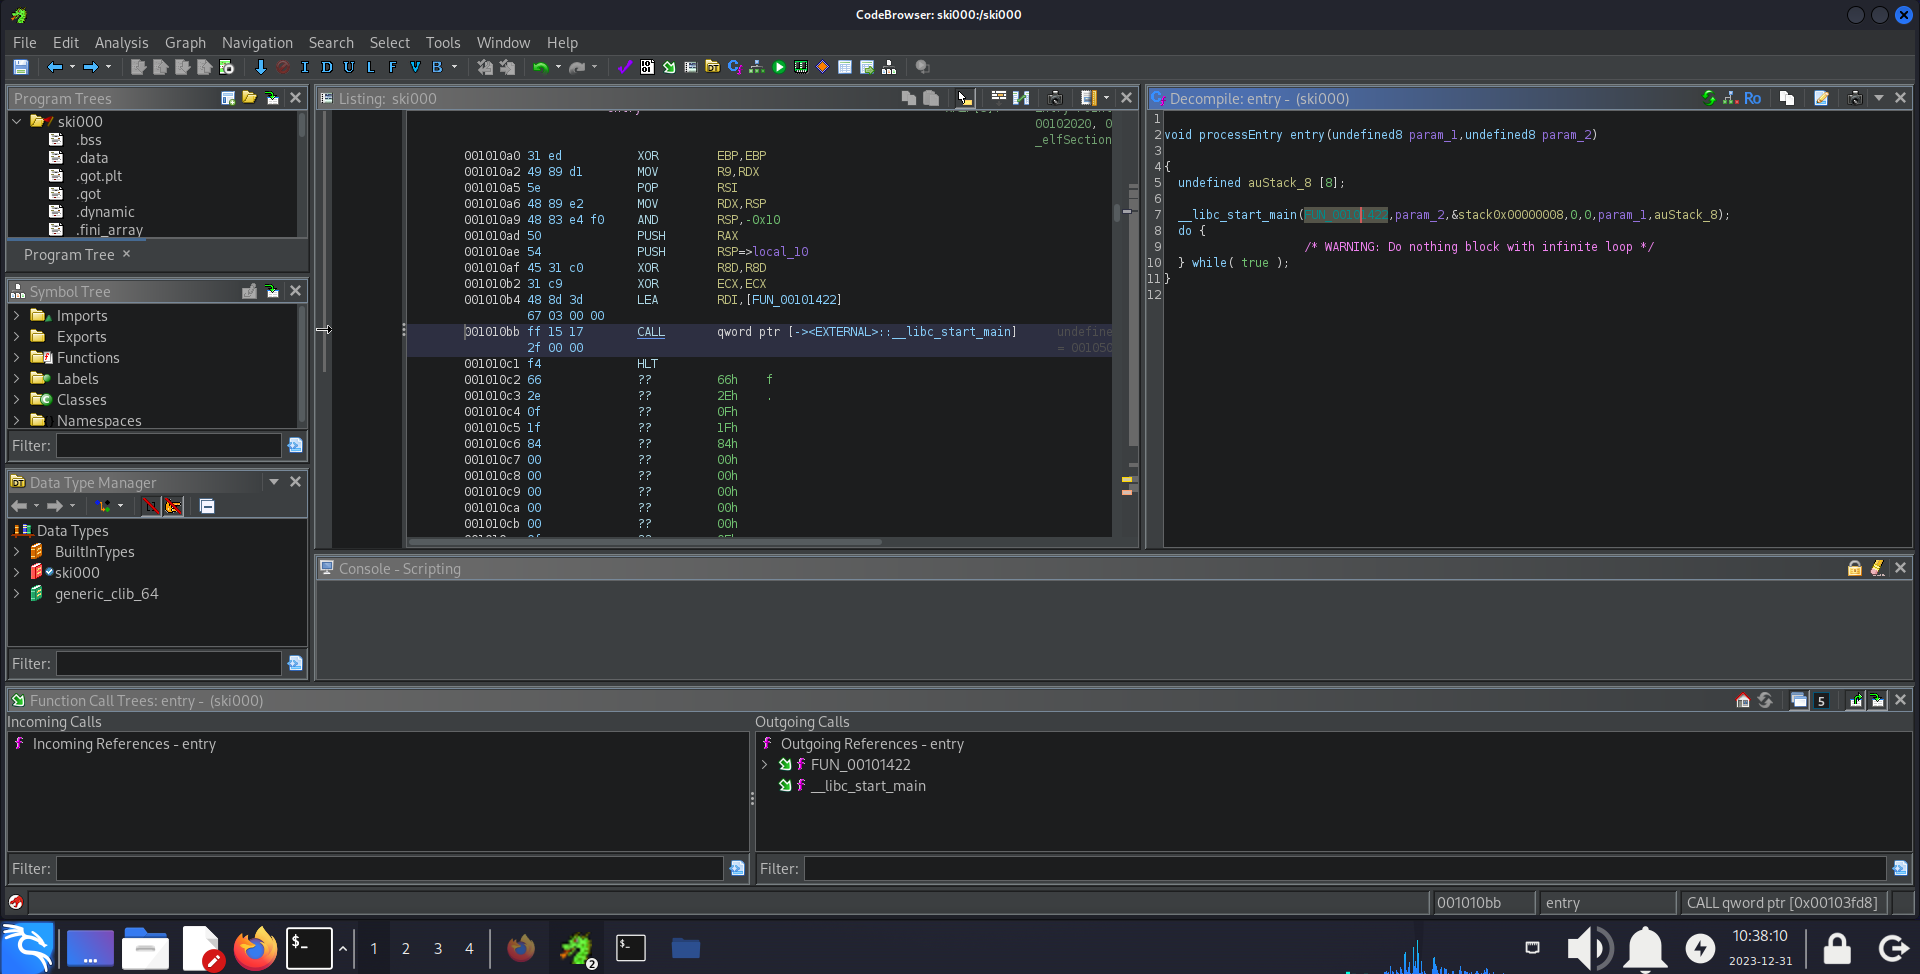 CodeBrowser: ski000:/ski000
File Edit Analysis Graph Navigation Search Select Tools Window Help
I D U L F V B
Program Trees
ski000
.bss
.data
.got.plt
.got
.dynamic
.fini_array
Program Tree ×
Symbol Tree
Imports
Exports
Functions
Labels
Classes
Namespaces
Filter:
Data Type Manager
Data Types
BuiltInTypes
ski000
generic_clib_64
Filter:
Listing: ski000
00102020, 0
_elfSection
001010a0 31 ed XOR EBP,EBP
001010a2 49 89 d1 MOV R9,RDX
001010a5 5e POP RSI
001010a6 48 89 e2 MOV RDX,RSP
001010a9 48 83 e4 f0 AND RSP,-0x10
001010ad 50 PUSH RAX
001010ae 54 PUSH RSP=>local_10
001010af 45 31 c0 XOR R8D,R8D
001010b2 31 c9 XOR ECX,ECX
001010b4 48 8d 3d LEA RDI,[FUN_00101422]
67 03 00 00
001010bb ff 15 17 CALL qword ptr [-><EXTERNAL>::__libc_start_main] undefine
2f 00 00 = 001050
001010c1 f4 HLT
001010c2 66 ?? 66h f
001010c3 2e ?? 2Eh .
001010c4 0f ?? 0Fh
001010c5 1f ?? 1Fh
001010c6 84 ?? 84h
001010c7 00 ?? 00h
001010c8 00 ?? 00h
001010c9 00 ?? 00h
001010ca 00 ?? 00h
001010cb 00 ?? 00h
Decompile: entry - (ski000)
Ro
1
2 void processEntry entry(undefined8 param_1,undefined8 param_2)
3
4 {
5 undefined auStack_8 [8];
6
7 __libc_start_main(FUN_00101422,param_2,&stack0x00000008,0,0,param_1,auStack_8);
8 do {
9 /* WARNING: Do nothing block with infinite loop */
10 } while( true );
11 }
12
Console - Scripting
Function Call Trees: entry - (ski000)
5
Incoming Calls
Incoming References - entry
Filter:
Outgoing Calls
Outgoing References - entry
FUN_00101422
__libc_start_main
Filter:
001010bb entry CALL qword ptr [0x00103fd8]
1 2 3 4
2
10:38:10
2023-12-31